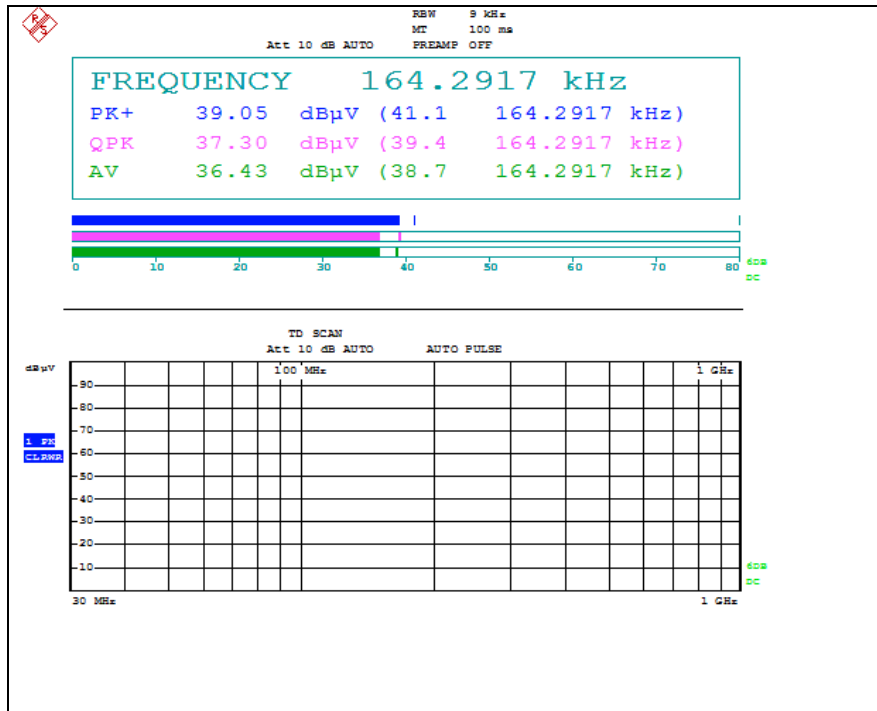 R S
RBW 9 kHz
MT 100 ms
Att 10 dB AUTO PREAMP OFF
FREQUENCY 164.2917 kHz
PK+ 39.05 dBµV (41.1 164.2917 kHz)
QPK 37.30 dBµV (39.4 164.2917 kHz)
AV 36.43 dBµV (38.7 164.2917 kHz)
0 10 20 30 40 50 60 70 80
6DB
DC
TD SCAN
Att 10 dB AUTO AUTO PULSE
dBµV
100 MHz 1 GHz
90
80
70
1 PK
CLRWR
60
50
40
30
20
10
6DB
DC
30 MHz 1 GHz